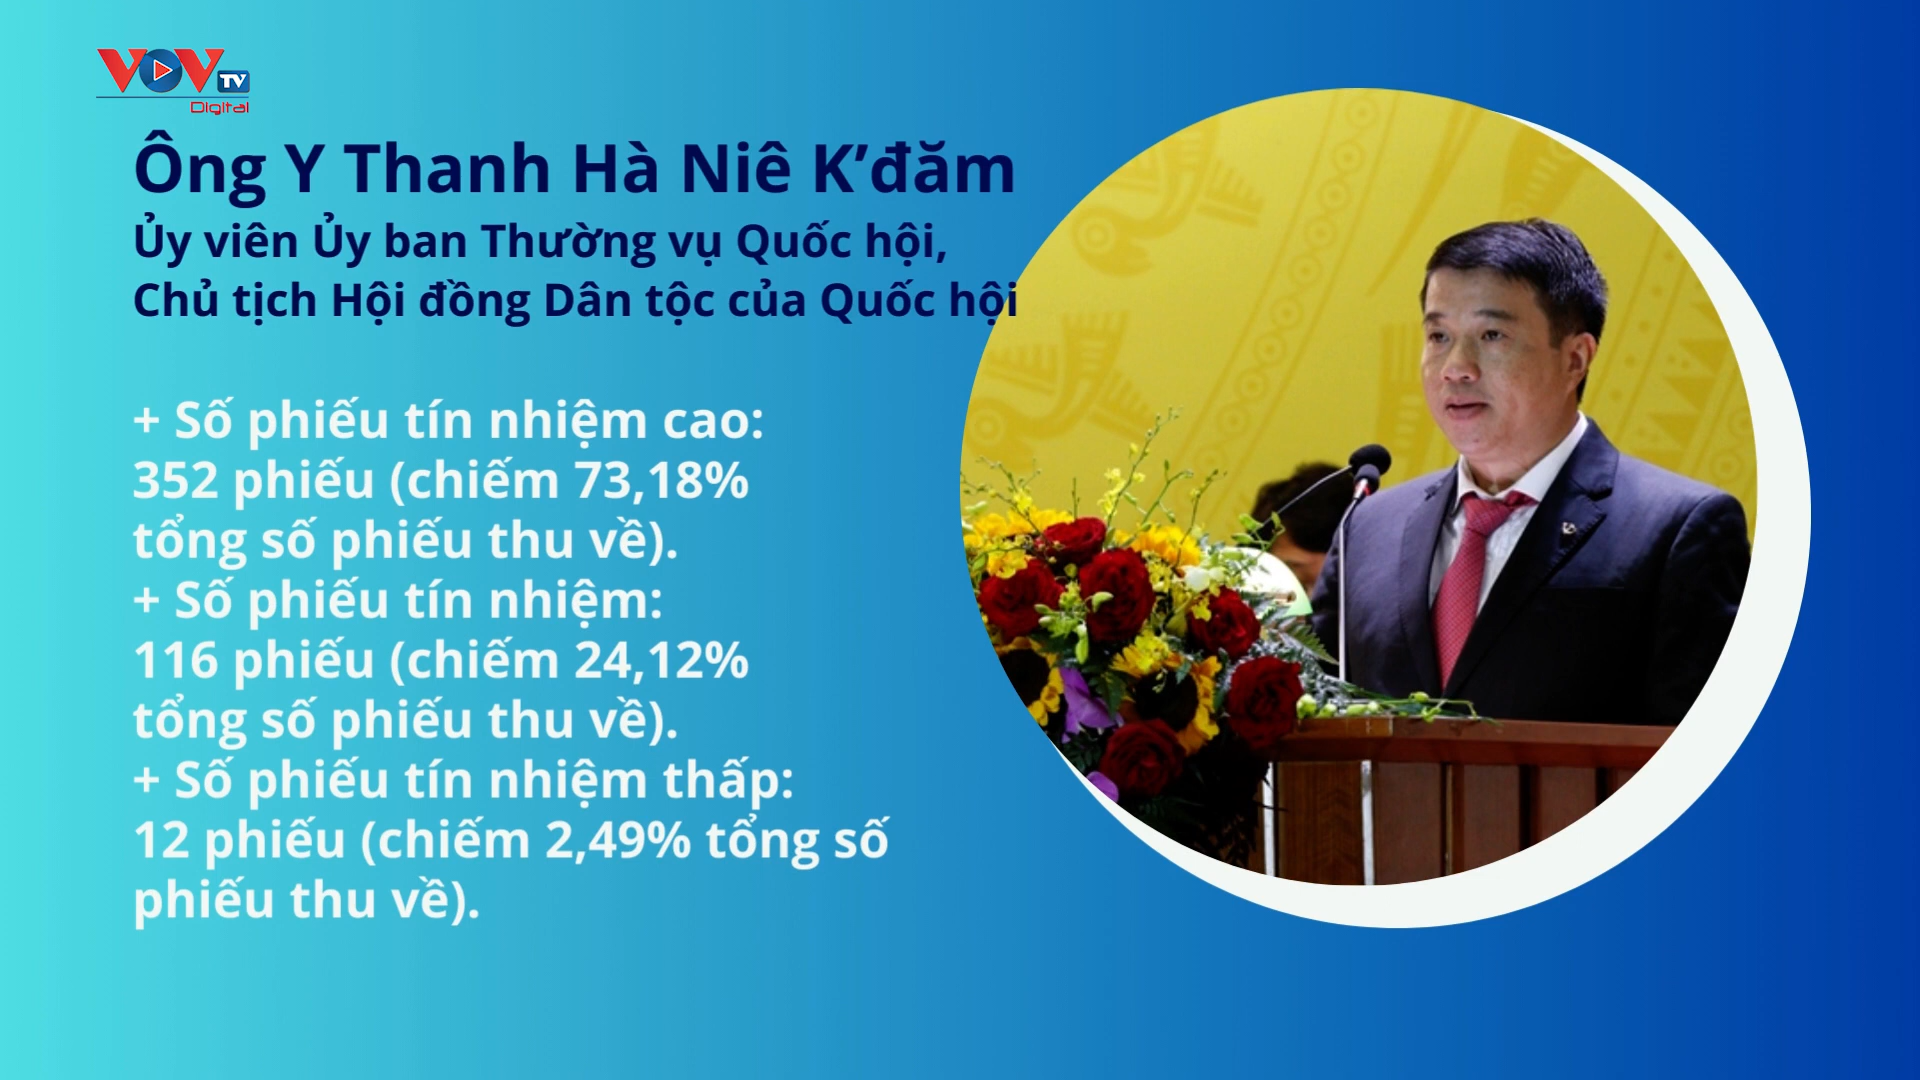 VOV TV
Digital
Ông Y Thanh Hà Niê K’đăm
Ủy viên Ủy ban Thường vụ Quốc hội,
Chủ tịch Hội đồng Dân tộc của Quốc hội
+ Số phiếu tín nhiệm cao:
352 phiếu (chiếm 73,18%
tổng số phiếu thu về).
+ Số phiếu tín nhiệm:
116 phiếu (chiếm 24,12%
tổng số phiếu thu về).
+ Số phiếu tín nhiệm thấp:
12 phiếu (chiếm 2,49% tổng số
phiếu thu về).